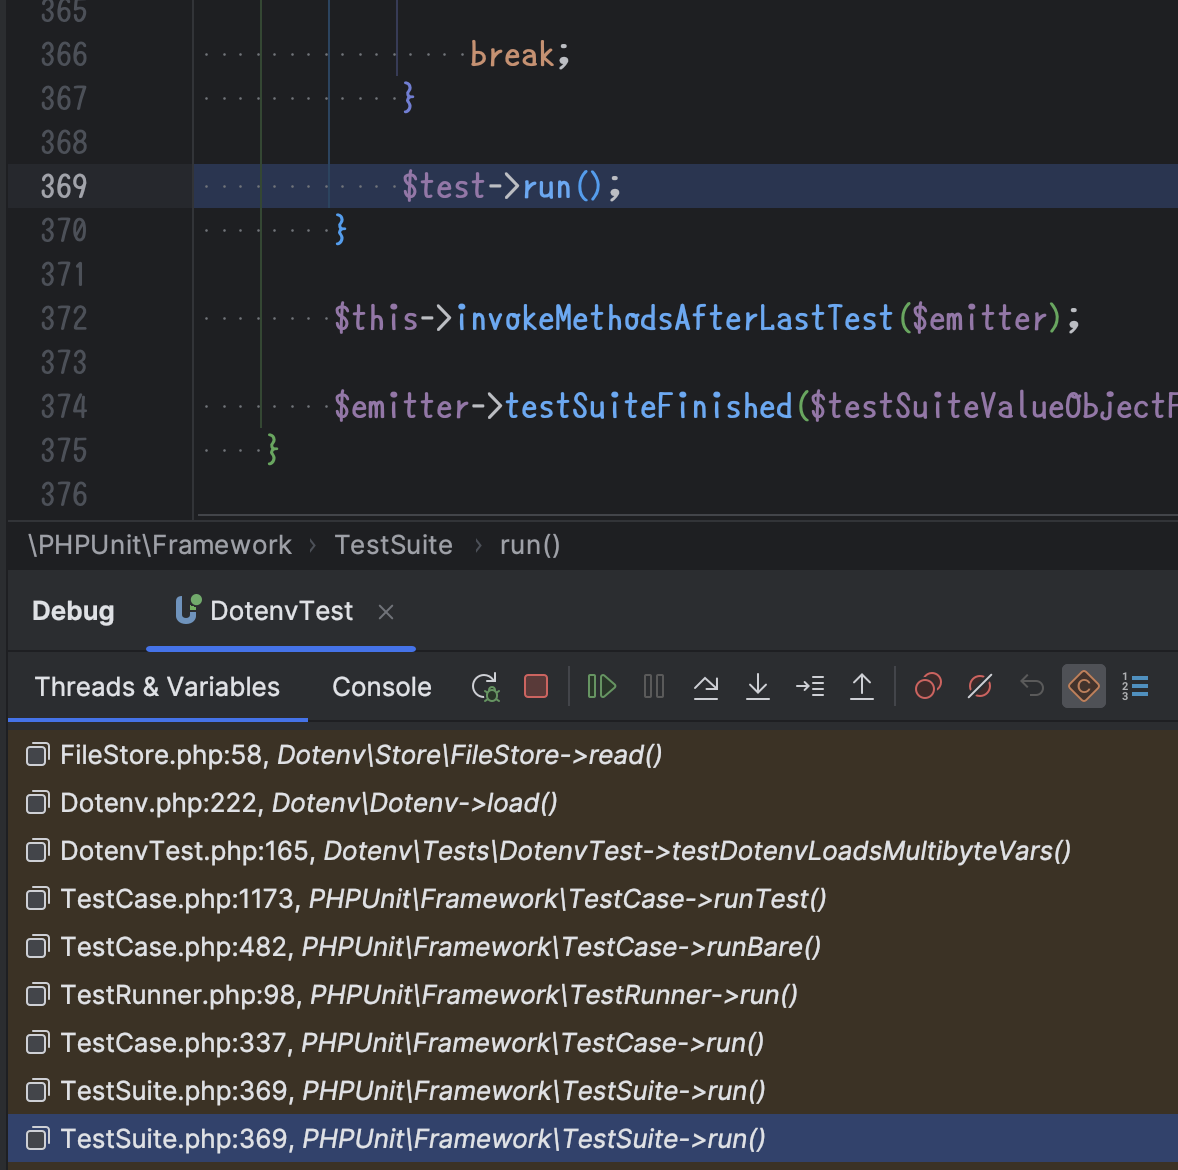 365
366 break;
367 }
368
369 $test->run();
370 }
371
372 $this->invokeMethodsAfterLastTest($emitter);
373
374 $emitter->testSuiteFinished($testSuiteValueObjectF
375 }
376
\PHPUnit\Framework › TestSuite › run()
Debug DotenvTest ×
Threads & Variables Console
FileStore.php:58, Dotenv\Store\FileStore->read()
Dotenv.php:222, Dotenv\Dotenv->load()
DotenvTest.php:165, Dotenv\Tests\DotenvTest->testDotenvLoadsMultibyteVars()
TestCase.php:1173, PHPUnit\Framework\TestCase->runTest()
TestCase.php:482, PHPUnit\Framework\TestCase->runBare()
TestRunner.php:98, PHPUnit\Framework\TestRunner->run()
TestCase.php:337, PHPUnit\Framework\TestCase->run()
TestSuite.php:369, PHPUnit\Framework\TestSuite->run()
TestSuite.php:369, PHPUnit\Framework\TestSuite->run()